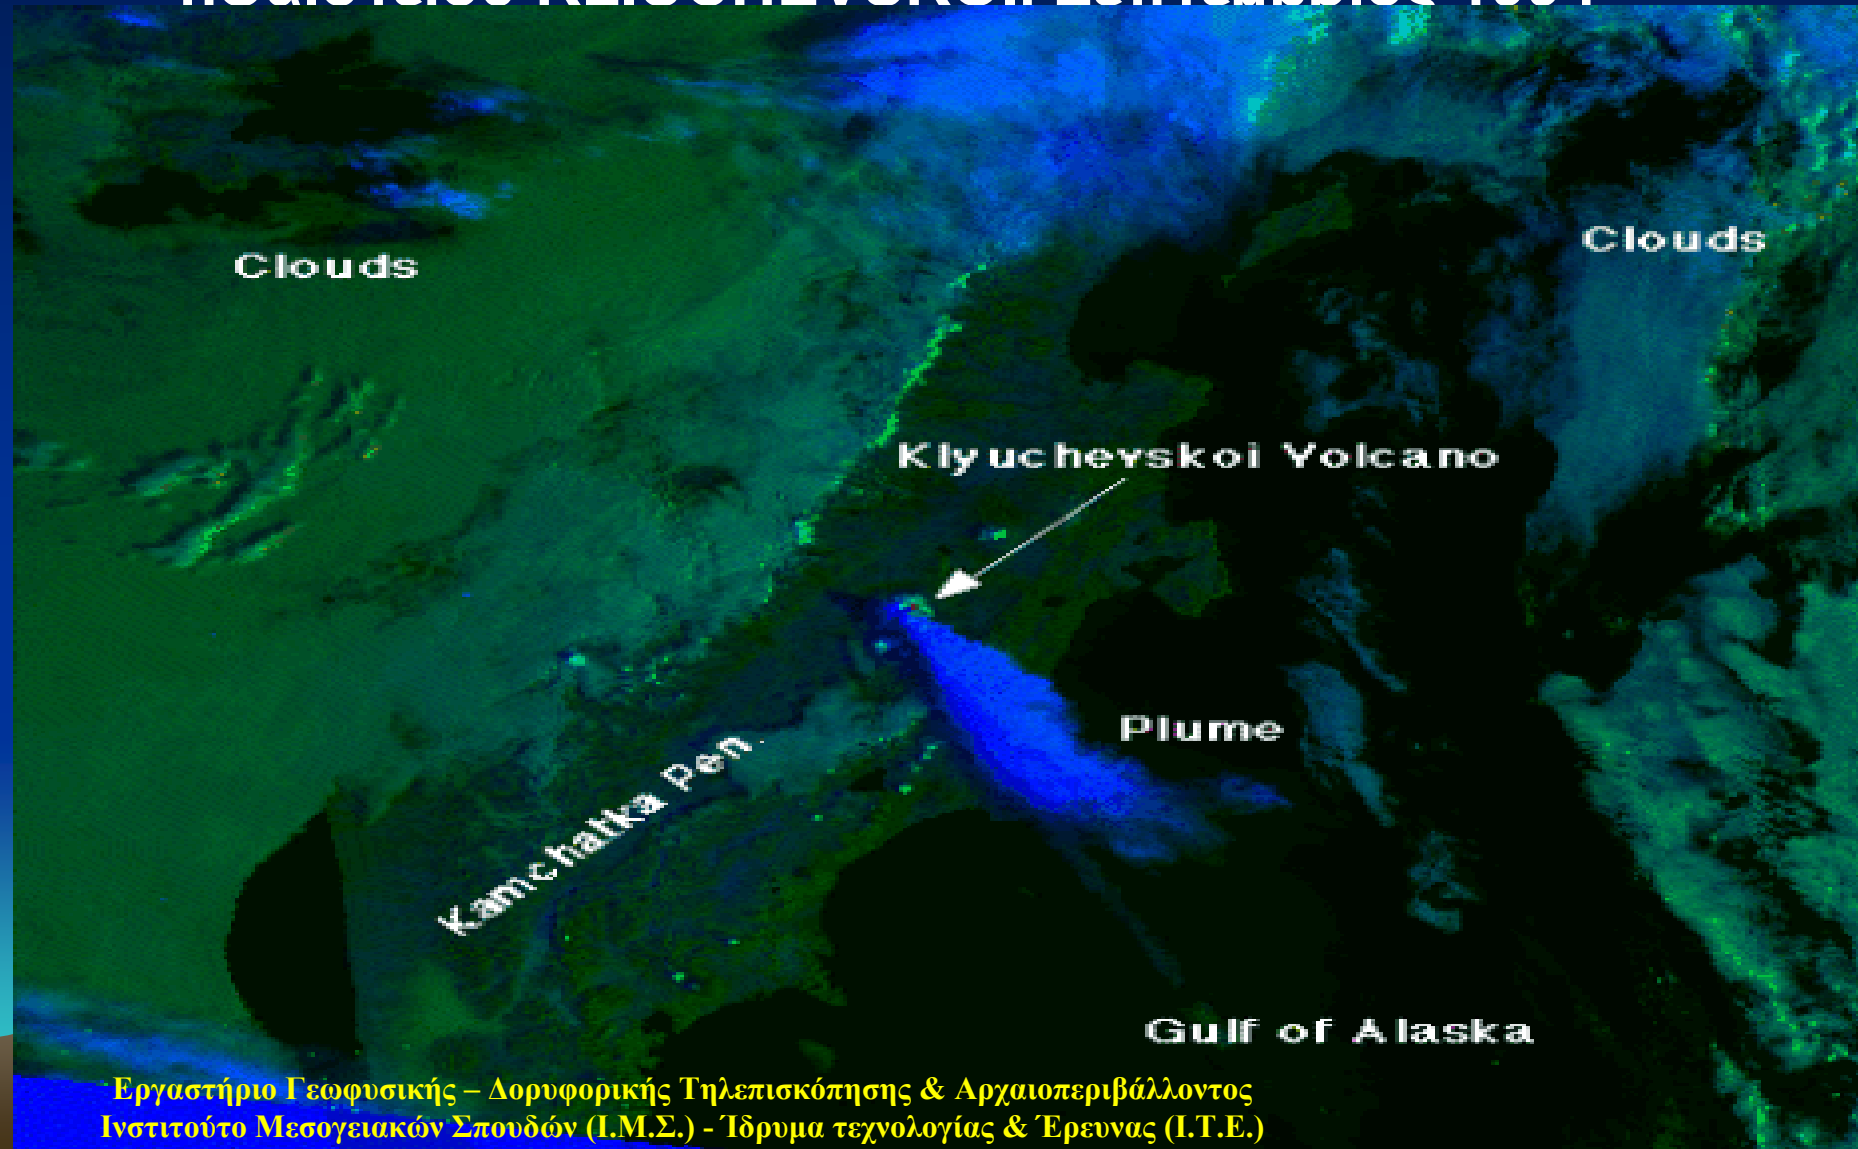 Clouds
Clouds
Klyuchevskoi Volcano
Plume
Kamchatka Pen.
Gulf of Alaska
Εργαστήριο Γεωφυσικής – Δορυφορικής Τηλεπισκόπησης & Αρχαιοπεριβάλλοντος
Ινστιτούτο Μεσογειακών Σπουδών (Ι.Μ.Σ.) - Ίδρυμα τεχνολογίας & Έρευνας (Ι.Τ.Ε.)